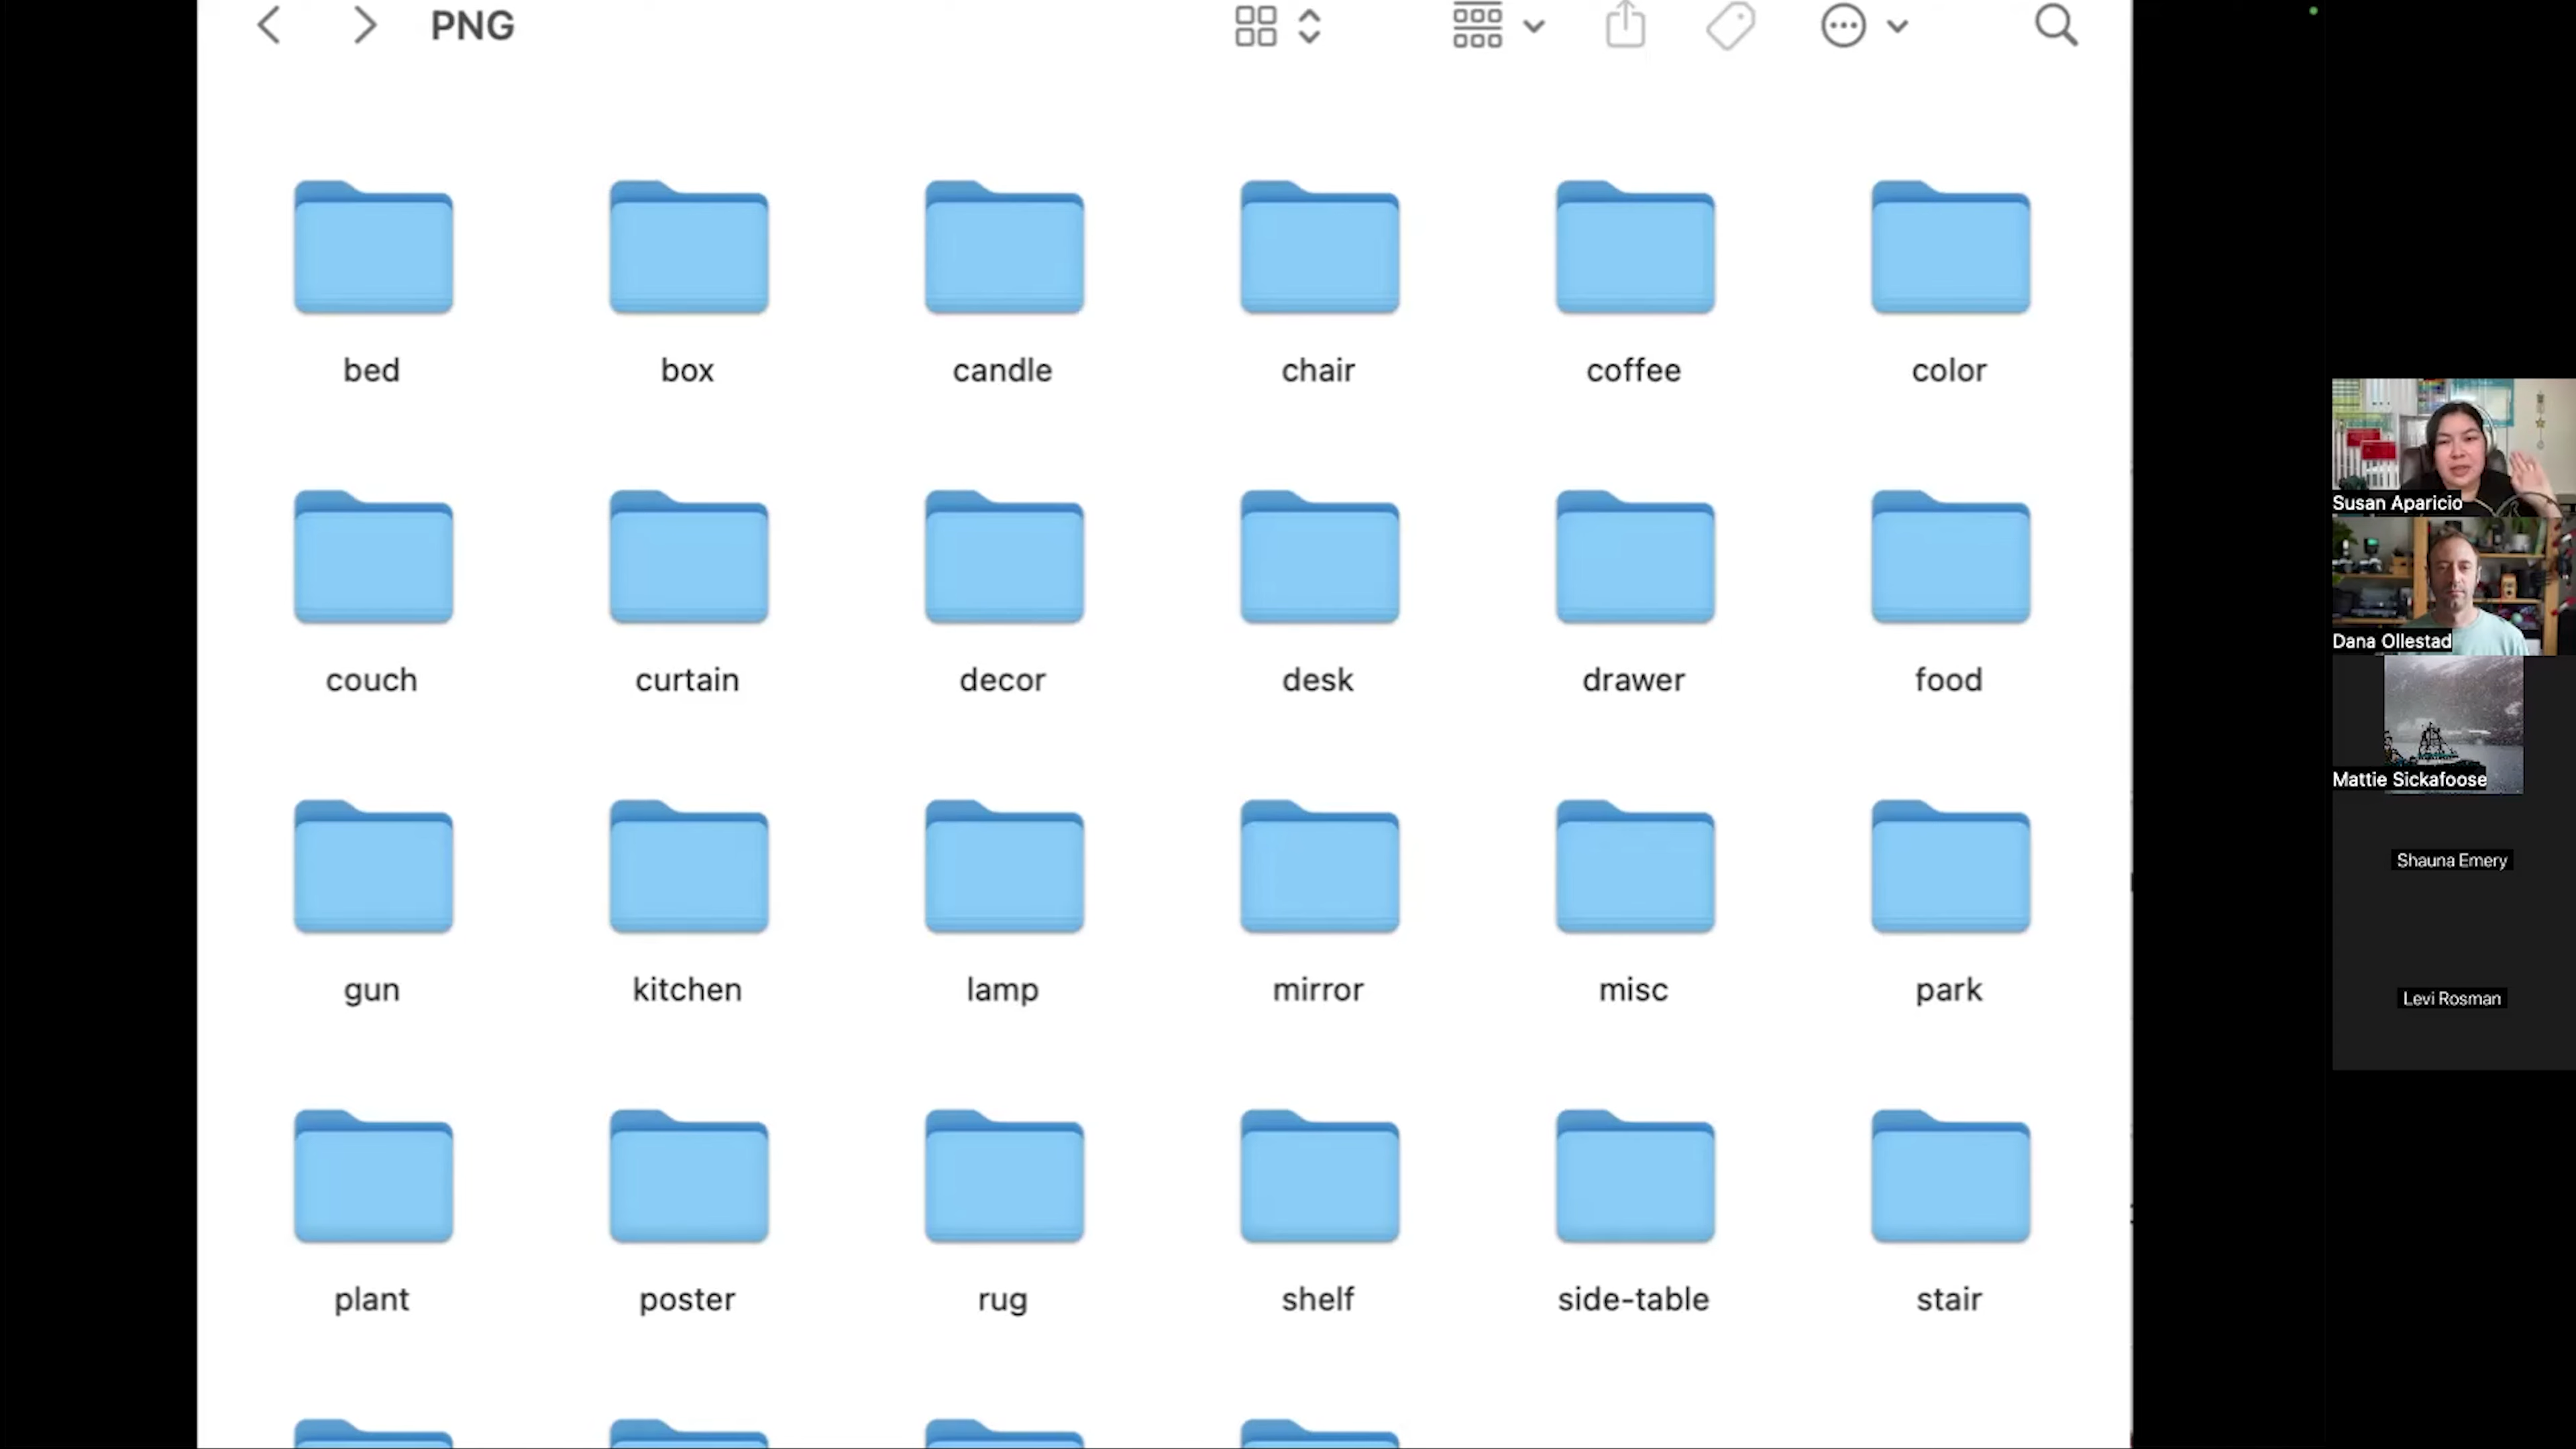 PNG
bed
box
candle
chair
coffee
color
couch
curtain
decor
desk
drawer
food
gun
kitchen
lamp
mirror
misc
park
plant
poster
rug
shelf
side-table
stair
Susan Aparicio
Dana Ollestad
Mattie Sickafoose
Shauna Emery
Levi Rosman